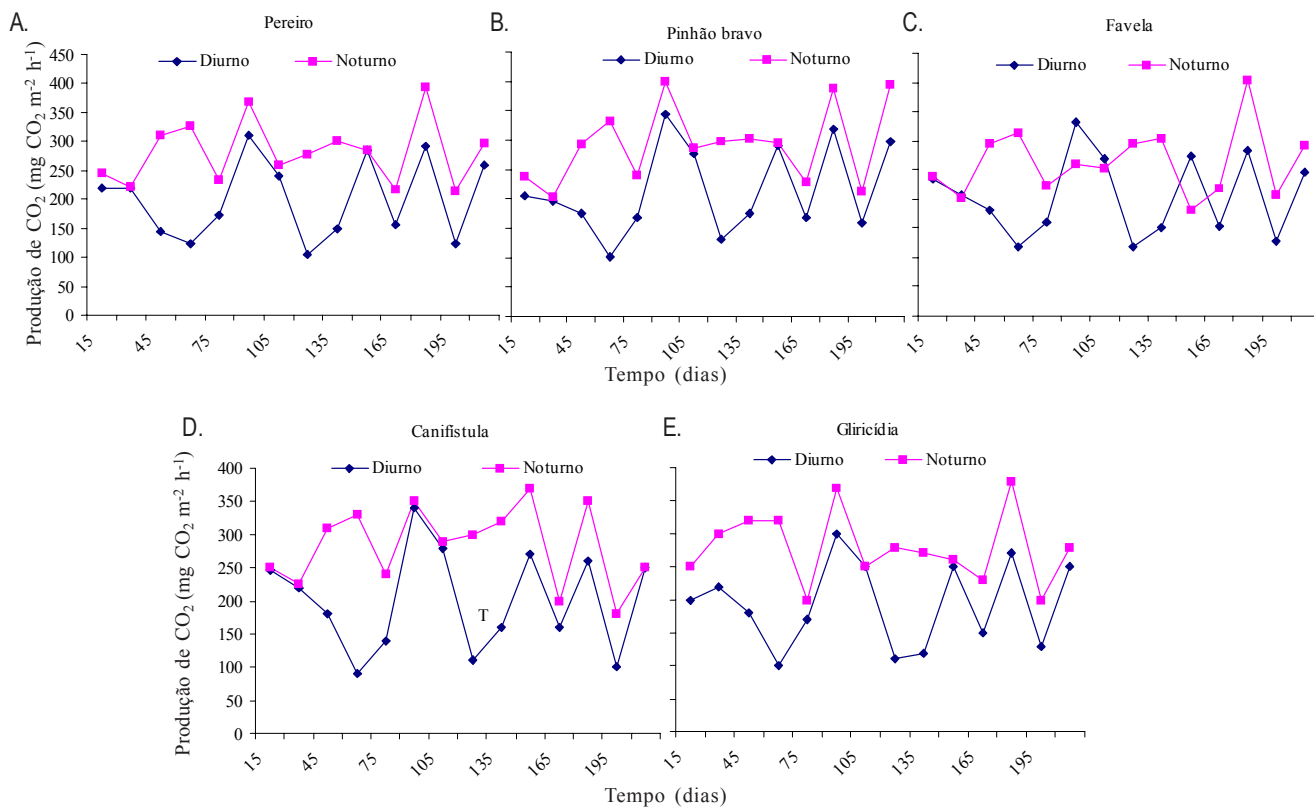 A.
Pereiro
Diurno
Noturno
Produção de CO₂ (mg CO₂ m⁻² h⁻¹)
450
400
350
300
250
200
150
100
50
0
15
45
75
105
135
165
195
B.
Pinhão bravo
Diurno
Noturno
15
45
75
105
135
165
195
Tempo (dias)
C.
Favela
Diurno
Noturno
15
45
75
105
135
165
195
D.
Canifístula
Diurno
Noturno
Produção de CO₂ (mg CO₂ m⁻² h⁻¹)
400
350
300
250
200
150
100
50
0
T
15
45
75
105
135
165
195
E.
Gliricídia
Diurno
Noturno
15
45
75
105
135
165
195
Tempo (dias)